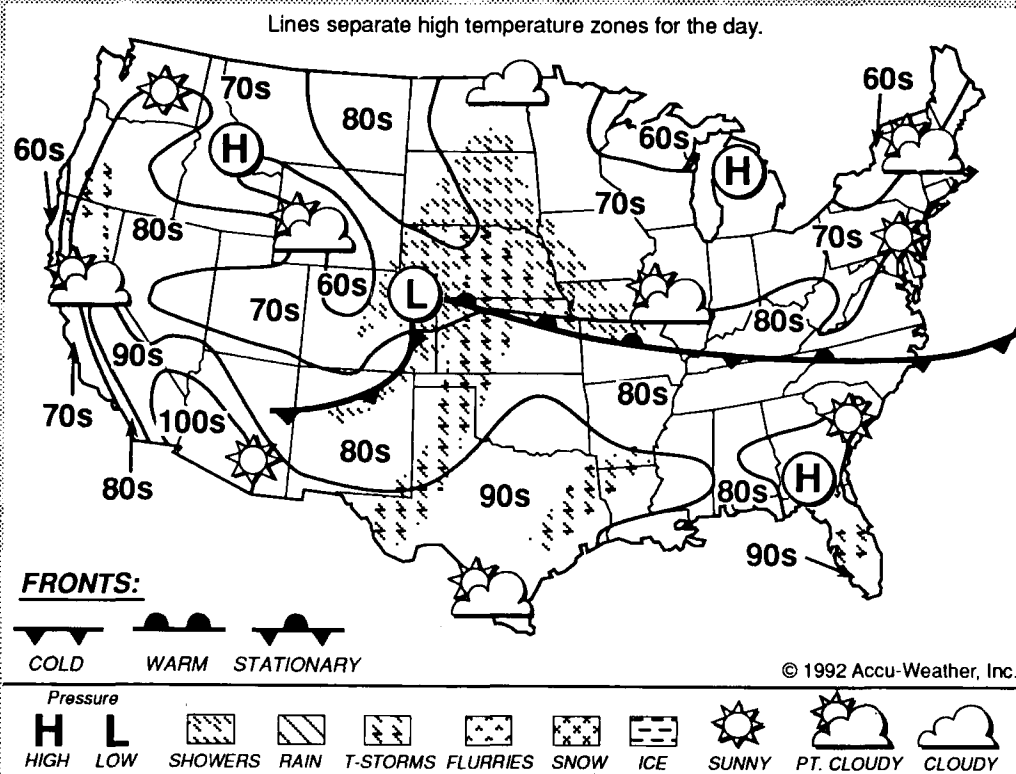 Lines separate high temperature zones for the day.
70s
60s
80s
60s
60s
H
H
70s
80s
70s
60s
L
70s
80s
90s
80s
70s
100s
80s
90s
H
80s
80s
90s
FRONTS:
COLD WARM STATIONARY
© 1992 Accu-Weather, Inc.
Pressure
H L
HIGH LOW SHOWERS RAIN T-STORMS FLURRIES SNOW ICE SUNNY PT. CLOUDY CLOUDY